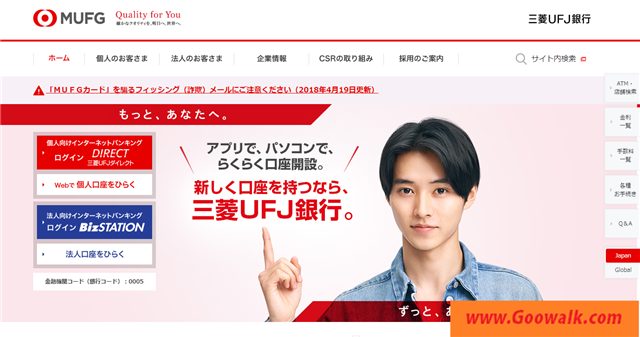 MUFG
Quality for You
確かなクオリティを、明日へ。世界へ。
三菱UFJ銀行
ホーム
個人のお客さま
法人のお客さま
企業情報
CSRの取り組み
採用のご案内
サイト内検索
「ＭＵＦＧカード」を騙るフィッシング（詐欺）メールにご注意ください（2018年4月19日更新）
もっと、あなたへ。
個人向けインターネットバンキング
ログイン DIRECT
三菱UFJダイレクト
Webで 個人口座をひらく
法人向けインターネットバンキング
ログイン BizSTATION
法人口座をひらく
金融機関コード（銀行コード）：0005
アプリで、パソコンで、
らくらく口座開設。
新しく口座を持つなら、
三菱UFJ銀行。
ずっと、あ
ATM・
店舗検索
金利
一覧
手数料
一覧
各種
お手続き
Q&A
Japan
Global
www.Goowalk.com